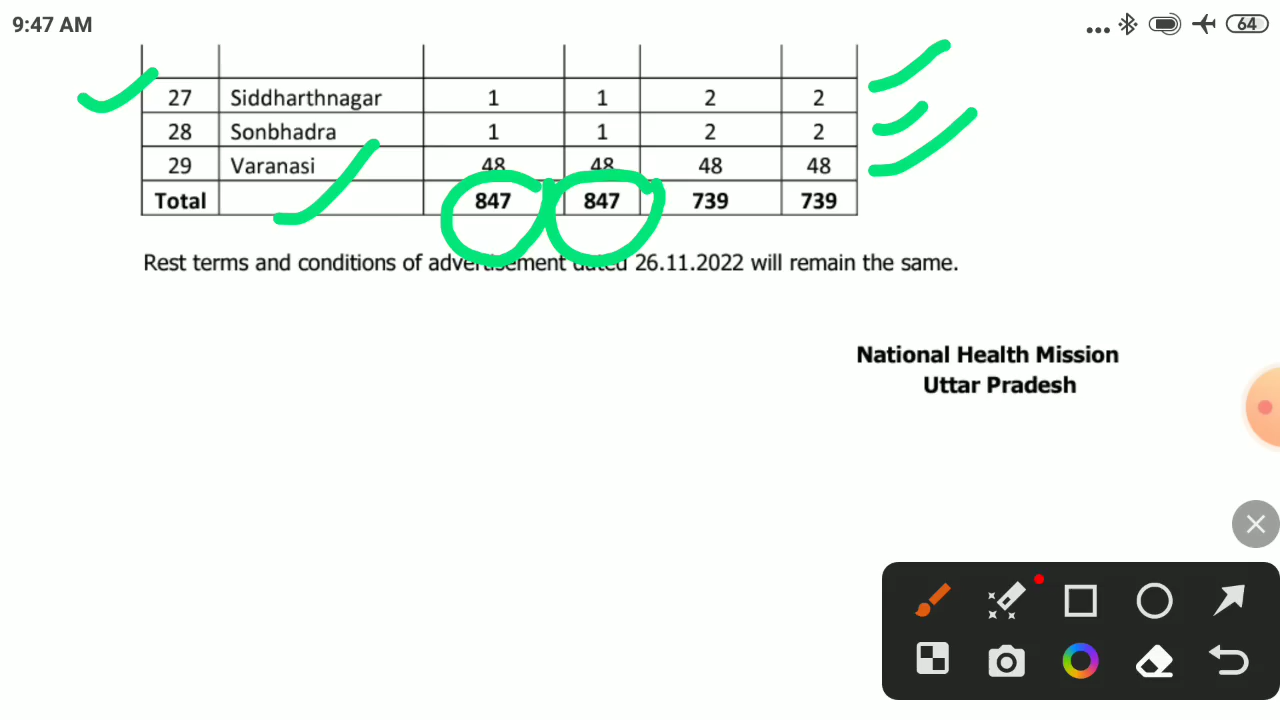 9:47 AM 64
27 Siddharthnagar 1 1 2 2
28 Sonbhadra 1 1 2 2
29 Varanasi 48 48 48 48
Total 847 847 739 739
Rest terms and conditions of advertisement dated 26.11.2022 will remain the same.
National Health Mission
Uttar Pradesh